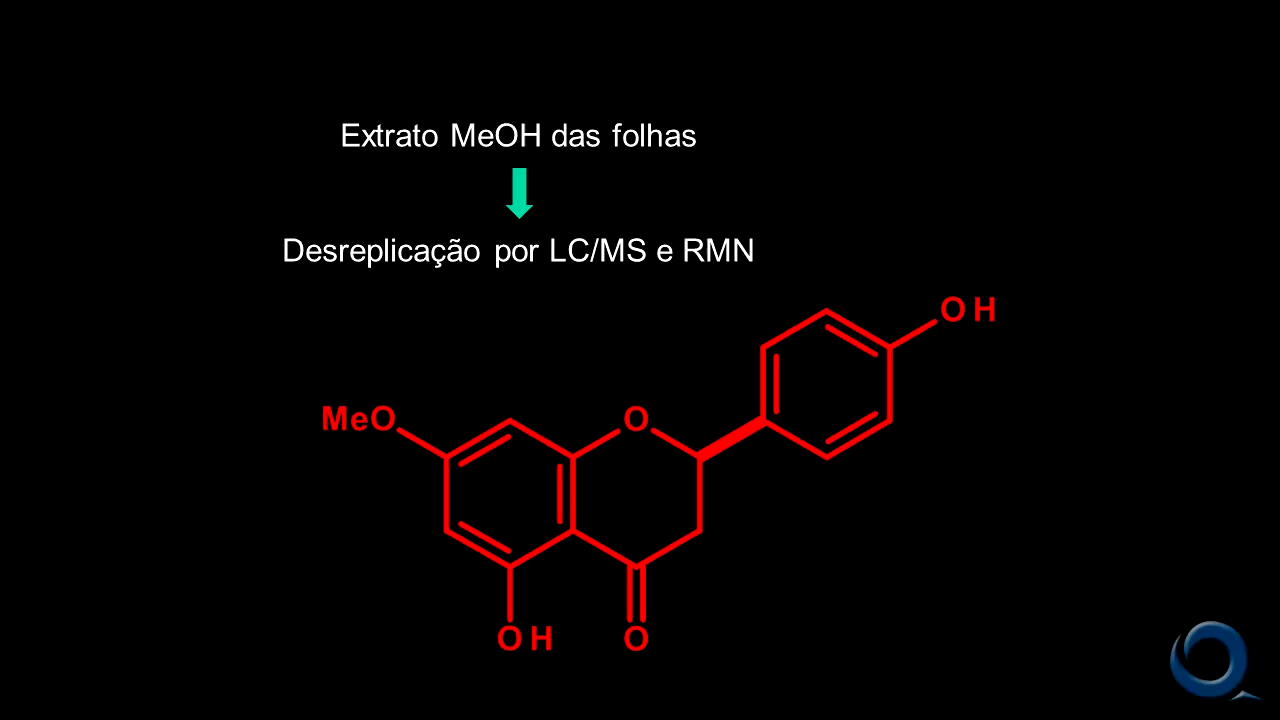 Extrato MeOH das folhas
Desreplicação por LC/MS e RMN
OH
MeO
O
OH
O